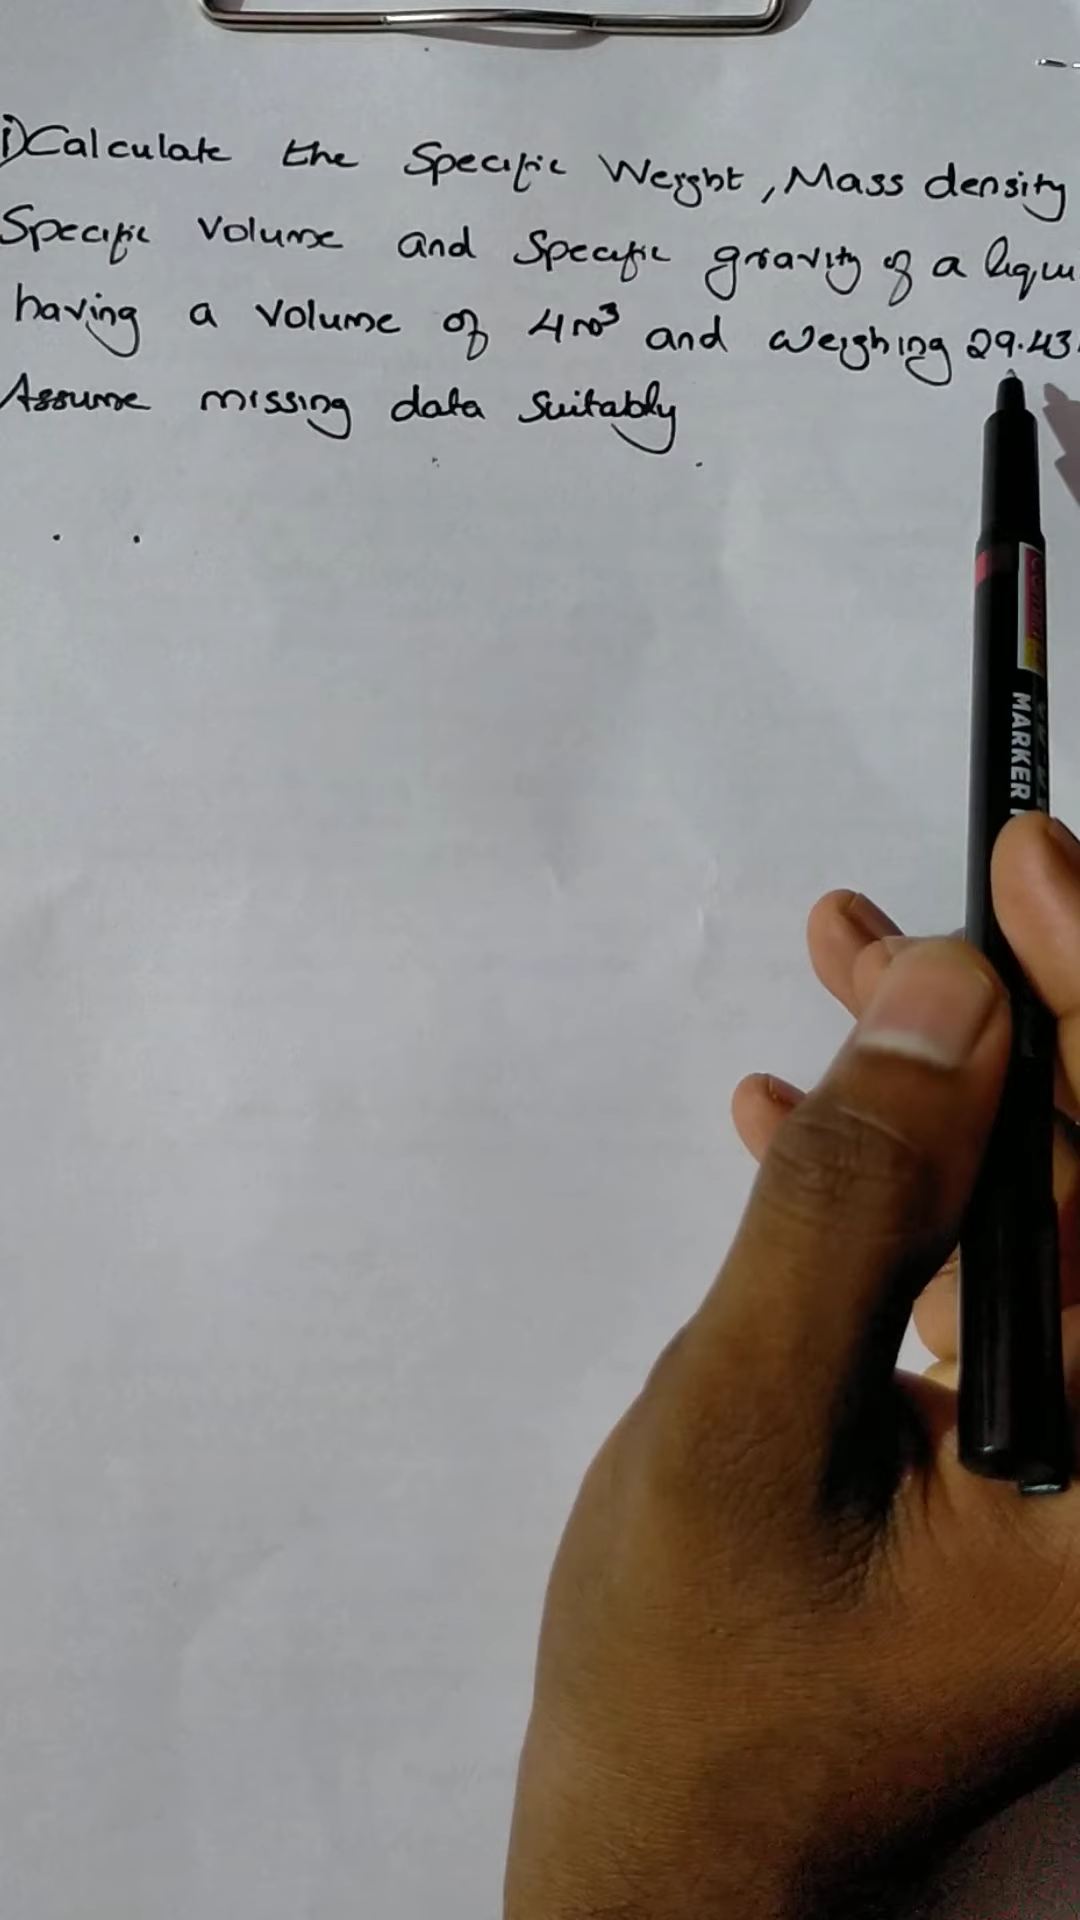 1) Calculate the Specific Weight, Mass density
Specific Volume and Specific gravity of a liqu
having a Volume of 4m³ and weighing 29.43
Assume missing data Suitably
MARKER